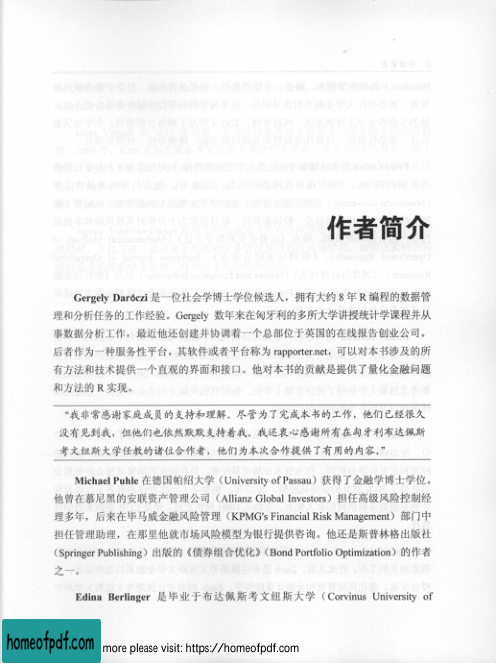 作者简介
Gergely Daróczi 是一位社会学博士学位候选人，拥有大约 8 年 R 编程的数据管
理和分析任务的工作经验。Gergely 数年来在匈牙利的多所大学讲授统计学课程并从
事数据分析工作，最近他还创建并协调着一个总部位于英国的在线报告创业公司。
后者作为一种服务性平台，其软件或者平台称为 rapporter.net，可以对本书涉及的所
有方法和技术提供一个直观的界面和接口。他对本书的贡献是提供了量化金融问题
和方法的 R 实现。
“我非常感谢家庭成员的支持和理解。尽管为了完成本书的工作，他们已经很久
没有见到我，但他们也依然默默支持着我。我还衷心感谢所有在匈牙利布达佩斯
考文纽斯大学任教的诸位合作者，他们为本次合作提供了有用的内容。”
Michael Puhle 在德国帕绍大学（University of Passau）获得了金融学博士学位。
他曾在慕尼黑的安联资产管理公司（Allianz Global Investors）担任高级风险控制经
理多年，后来在毕马威金融风险管理（KPMG's Financial Risk Management）部门中
担任管理助理，在那里他就市场风险模型为银行提供咨询。他还是斯普林格出版社
（Springer Publishing）出版的《债券组合优化》（Bond Portfolio Optimization）的作者
之一。
Edina Berlinger 是毕业于布达佩斯考文纽斯大学（Corvinus University of
homeofpdf.com
more please visit: https://homeofpdf.com